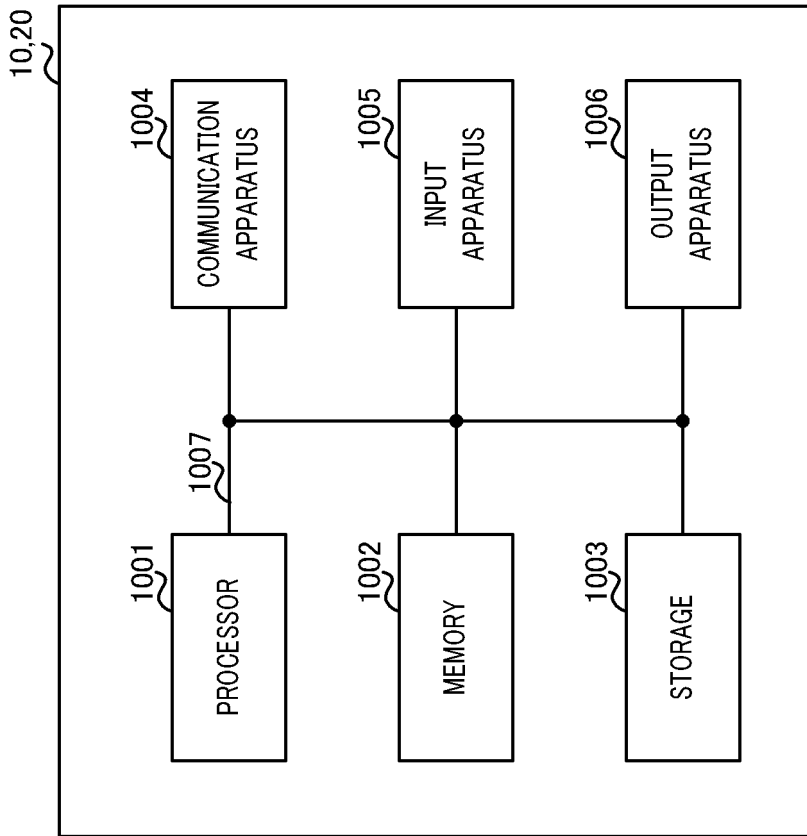 10,20
1001
PROCESSOR
1002
MEMORY
1003
STORAGE
1007
1004
COMMUNICATION
APPARATUS
1005
INPUT
APPARATUS
1006
OUTPUT
APPARATUS